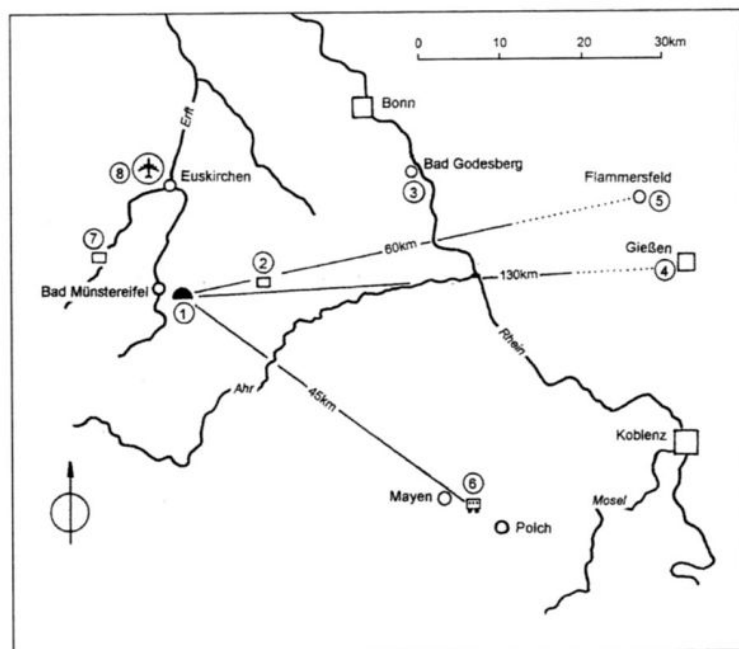 0 10 20 30km
Bonn
Erft
Bad Godesberg
8 Euskirchen
3
Flammersfeld
5
60km
7
2
Gießen
4
130km
Bad Münstereifel
1
Rhein
Ahr
45km
Koblenz
6
Mayen
Mosel
Polch